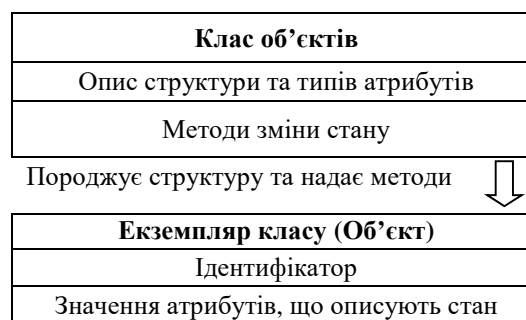 Клас об’єктів
Опис структури та типів атрибутів
Методи зміни стану
Породжує структуру та надає методи
Екземпляр класу (Об’єкт)
Ідентифікатор
Значення атрибутів, що описують стан